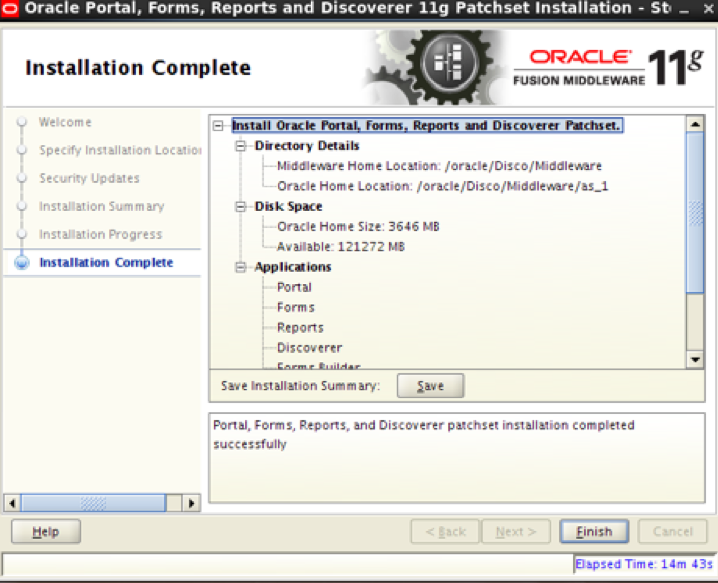 Oracle Portal, Forms, Reports and Discoverer 11g Patchset Installation - St
Installation Complete
ORACLE
FUSION MIDDLEWARE 11g
Welcome
Specify Installation Location
Security Updates
Installation Summary
Installation Progress
Installation Complete
Install Oracle Portal, Forms, Reports and Discoverer Patchset.
Directory Details
Middleware Home Location: /oracle/Disco/Middleware
Oracle Home Location: /oracle/Disco/Middleware/as_1
Disk Space
Oracle Home Size: 3646 MB
Available: 121272 MB
Applications
Portal
Forms
Reports
Discoverer
Forms Builder
Save Installation Summary: Save
Portal, Forms, Reports, and Discoverer patchset installation completed
successfully
Help < Back Next > Finish Cancel
Elapsed Time: 14m 43s